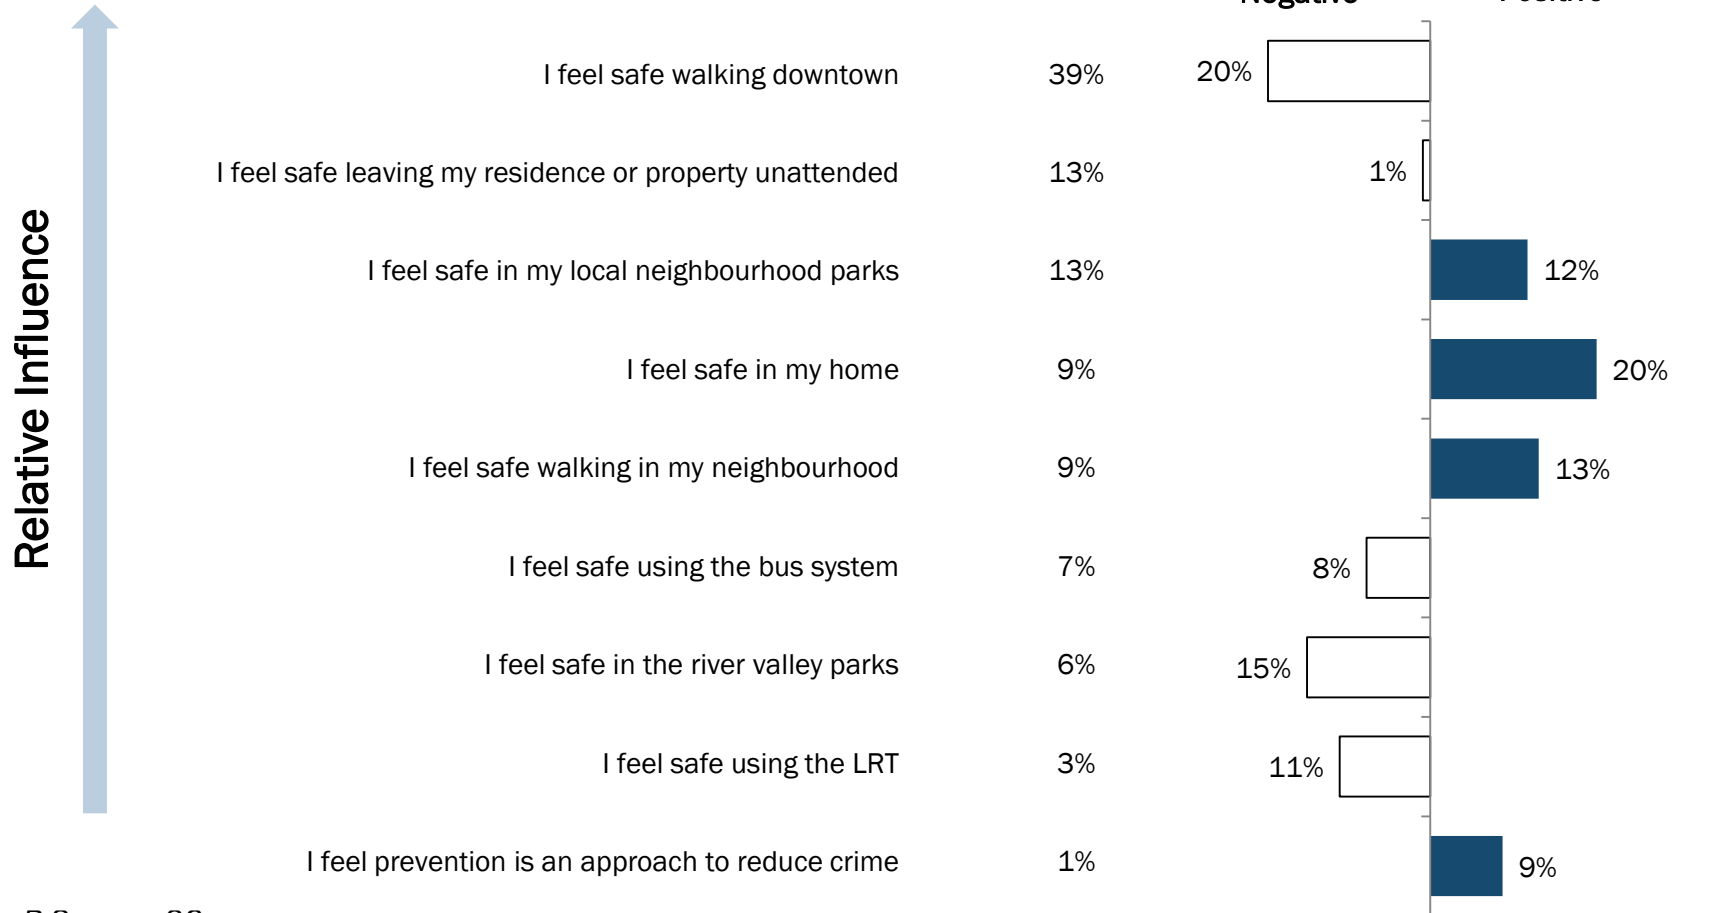 Negative Positive
I feel safe walking downtown 39% 20%
I feel safe leaving my residence or property unattended 13% 1%
I feel safe in my local neighbourhood parks 13% 12%
I feel safe in my home 9% 20%
I feel safe walking in my neighbourhood 9% 13%
I feel safe using the bus system 7% 8%
I feel safe in the river valley parks 6% 15%
I feel safe using the LRT 3% 11%
I feel prevention is an approach to reduce crime 1% 9%
Relative Influence